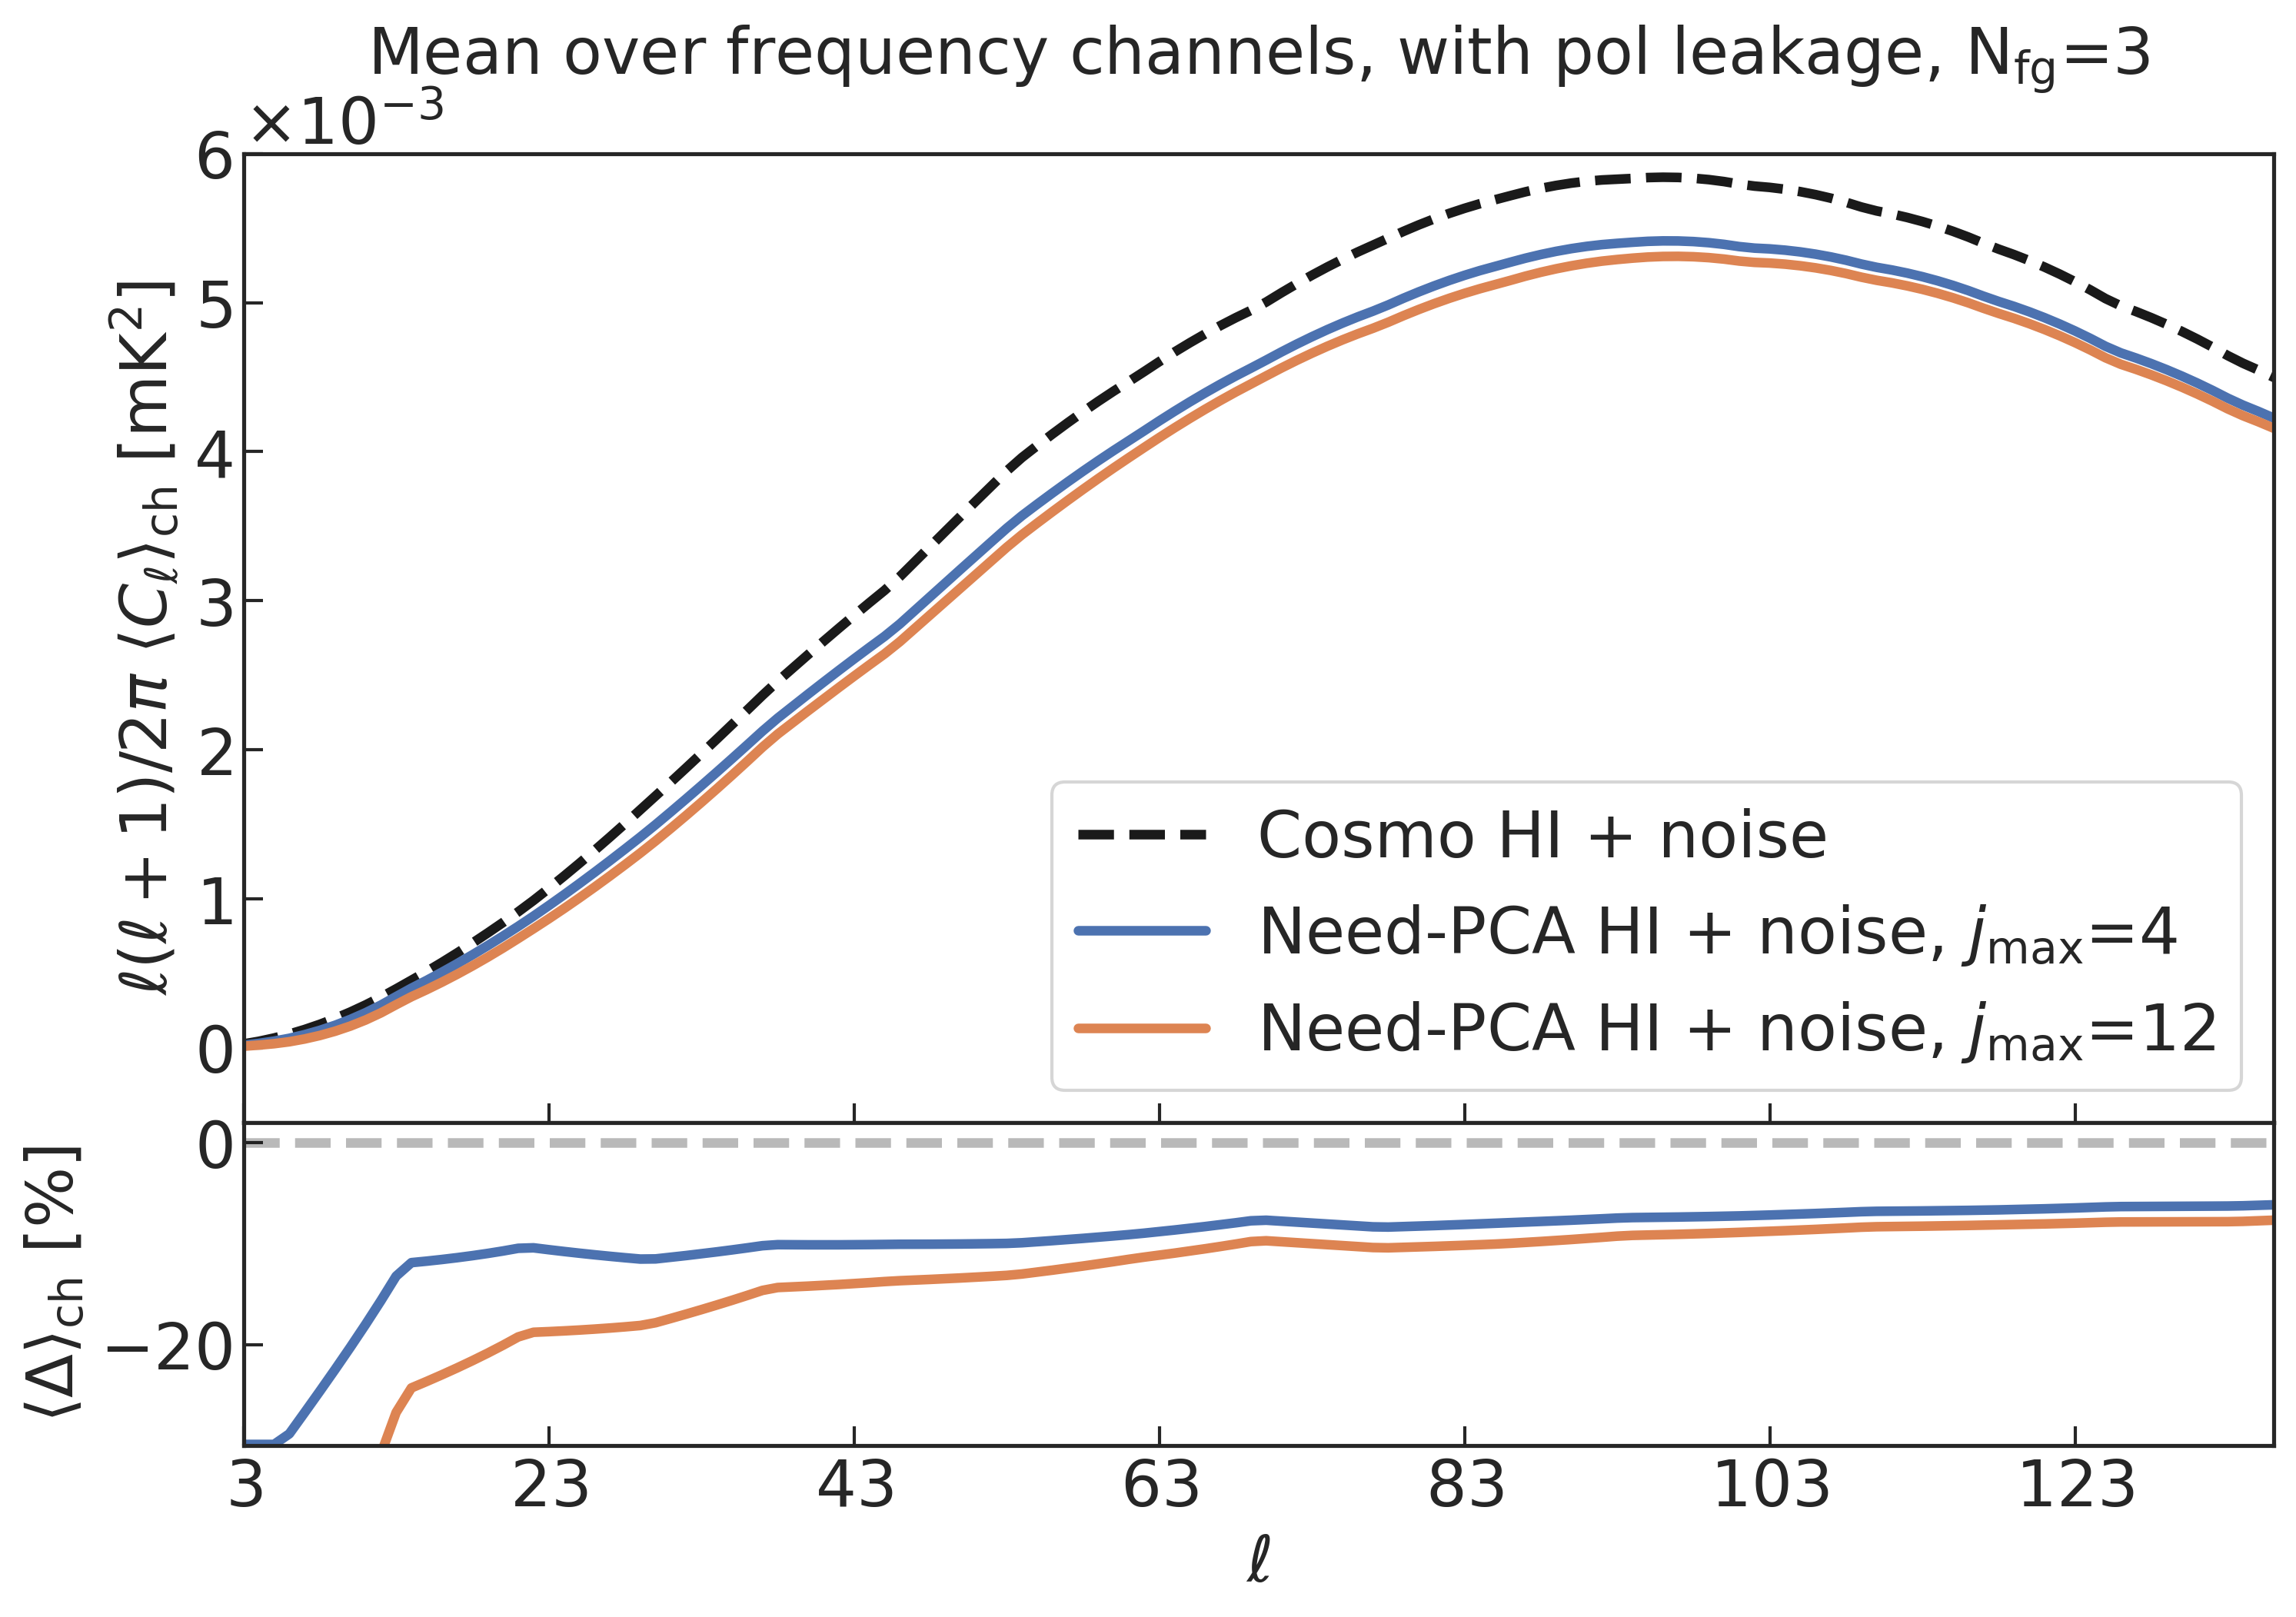 Mean over frequency channels, with pol leakage, N_fg=3
×10⁻³
6
5
4
3
2
1
0
ℓ(ℓ + 1)/2π ⟨C_ℓ⟩_ch [mK²]
Cosmo HI + noise
Need-PCA HI + noise, j_max=4
Need-PCA HI + noise, j_max=12
0
−20
⟨Δ⟩_ch [%]
3 23 43 63 83 103 123
ℓ